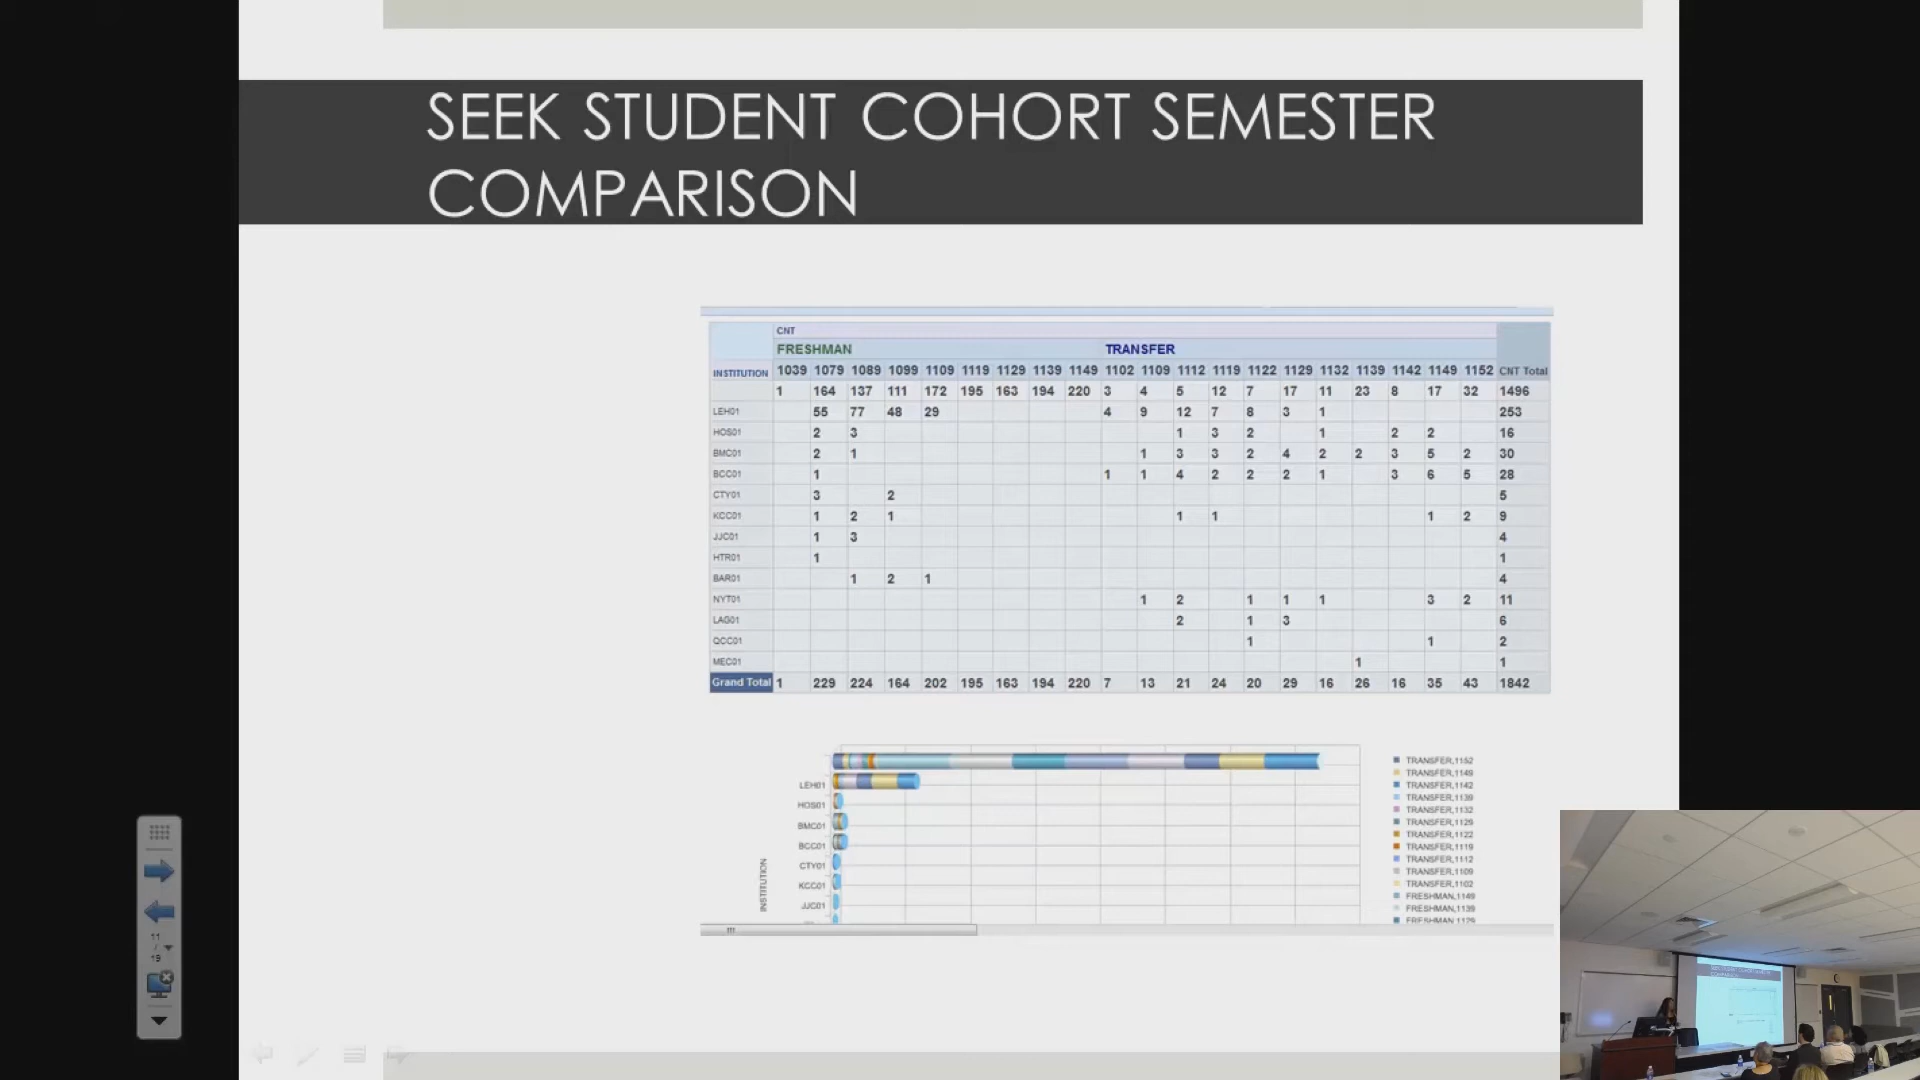 SEEK STUDENT COHORT SEMESTER
COMPARISON
CNT
FRESHMAN TRANSFER
INSTITUTION 1039 1079 1089 1099 1109 1119 1129 1139 1149 1102 1109 1112 1119 1122 1129 1132 1139 1142 1149 1152 CNT Total
1 164 137 111 172 195 163 194 220 3 4 5 12 7 17 11 23 8 17 32 1496
LEH01 55 77 48 29 4 9 12 7 8 3 1 253
HOS01 2 3 1 3 2 1 2 2 16
BMC01 2 1 1 3 3 2 4 2 2 3 5 2 30
BCC01 1 1 1 4 2 2 2 1 3 6 5 28
CTY01 3 2 5
KCC01 1 2 1 1 1 1 2 9
JJC01 1 3 4
HTR01 1 1
BAR01 1 2 1 4
NYT01 1 2 1 1 1 3 2 11
LAG01 2 1 3 6
QCC01 1 1 2
MEC01 1 1
Grand Total 1 229 224 164 202 195 163 194 220 7 13 21 24 20 29 16 26 16 35 43 1842
INSTITUTION
LEH01
HOS01
BMC01
BCC01
CTY01
KCC01
JJC01
TRANSFER,1152
TRANSFER,1149
TRANSFER,1142
TRANSFER,1139
TRANSFER,1132
TRANSFER,1129
TRANSFER,1122
TRANSFER,1119
TRANSFER,1112
TRANSFER,1109
TRANSFER,1102
FRESHMAN,1149
FRESHMAN,1139
FRESHMAN,1129
11
/
19